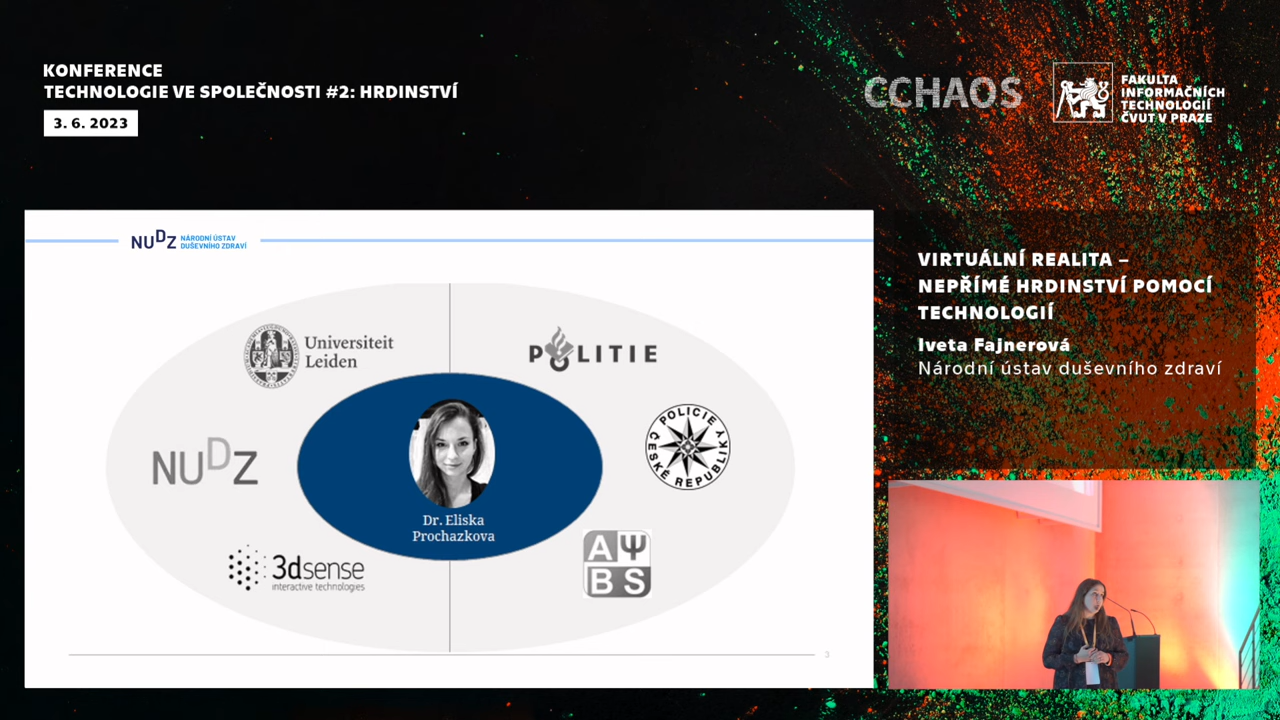 KONFERENCE
TECHNOLOGIE VE SPOLEČNOSTI #2: HRDINSTVÍ
3. 6. 2023
CCHAOS
FAKULTA
INFORMAČNÍCH
TECHNOLOGIÍ
ČVUT V PRAZE
NUDZ NÁRODNÍ ÚSTAV
DUŠEVNÍHO ZDRAVÍ
Universiteit
Leiden
POLITIE
NUDZ
POLICIE
ČESKÉ REPUBLIKY
Dr. Eliska
Prochazkova
3dsense
interactive technologies
AΨ
BS
3
VIRTUÁLNÍ REALITA –
NEPŘÍMÉ HRDINSTVÍ POMOCÍ
TECHNOLOGIÍ
Iveta Fajnerová
Národní ústav duševního zdraví